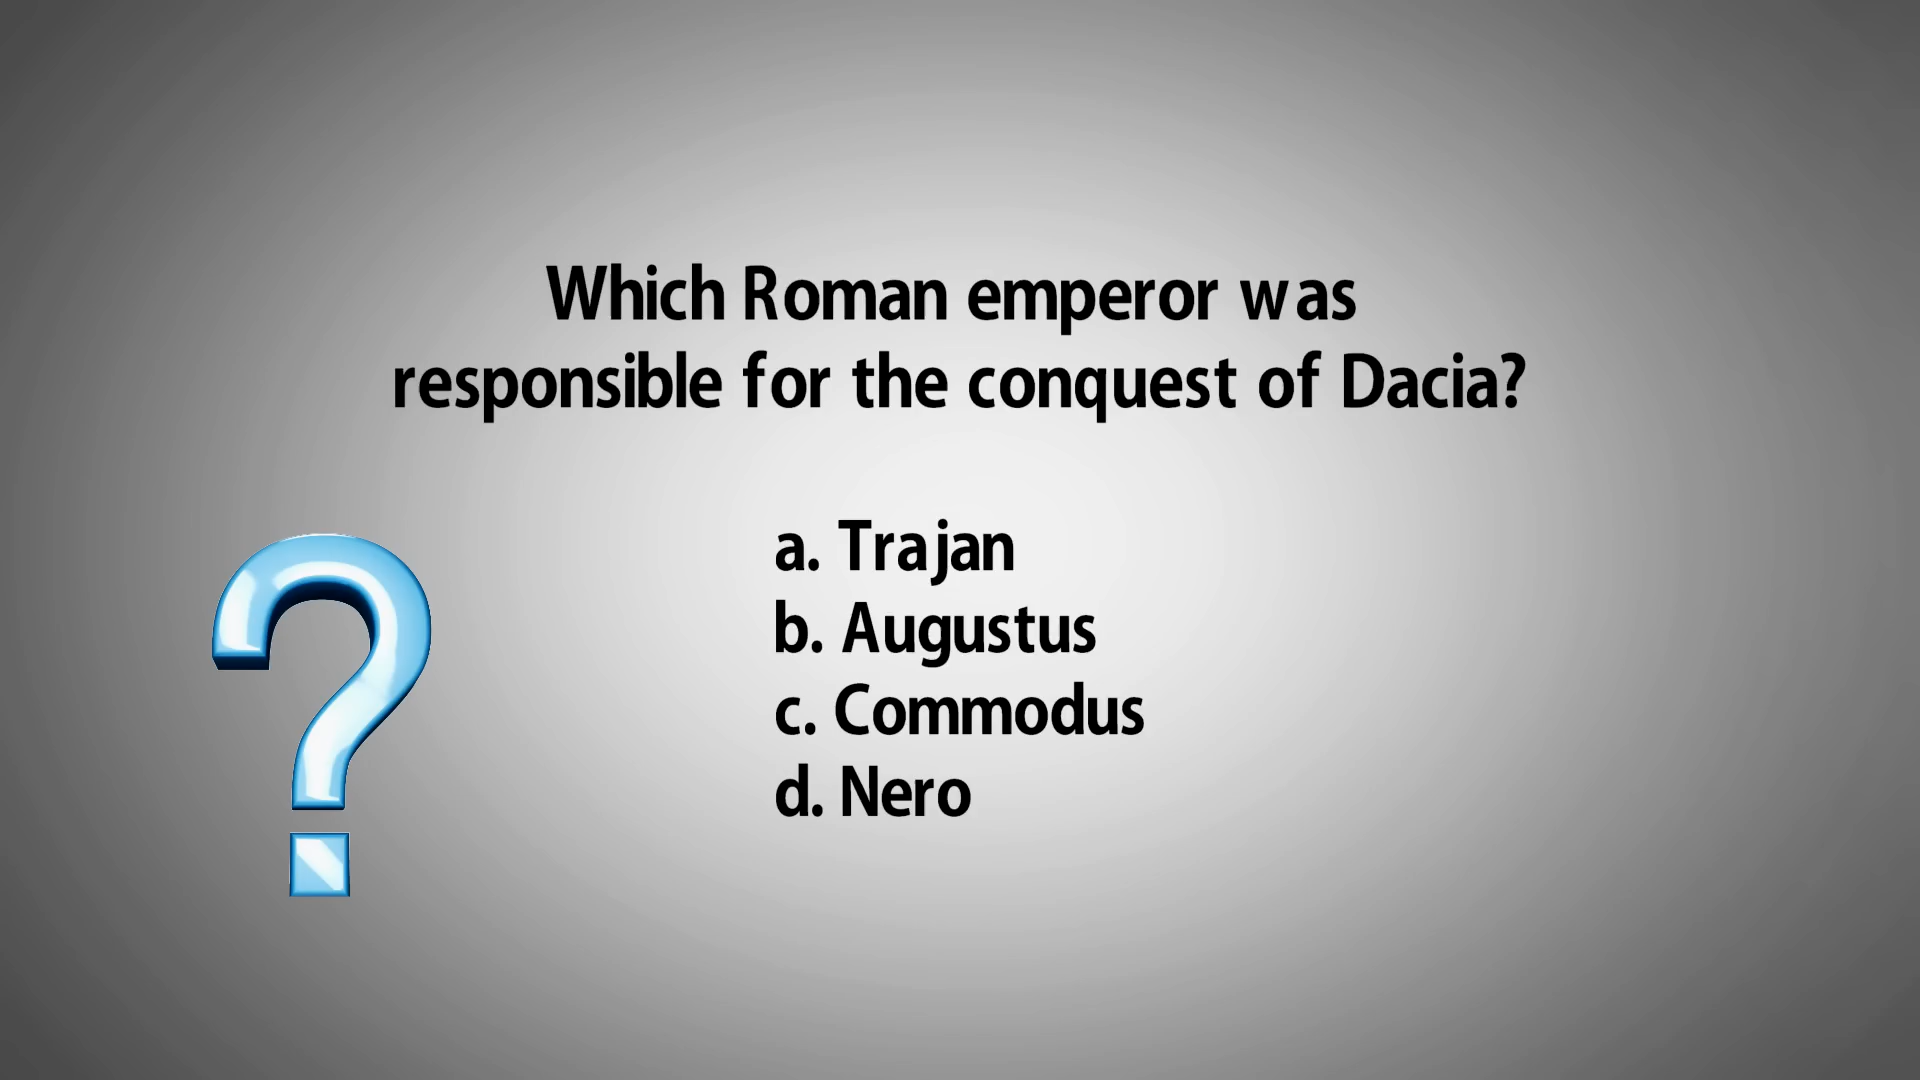 Which Roman emperor was
responsible for the conquest of Dacia?
a. Trajan
b. Augustus
c. Commodus
d. Nero